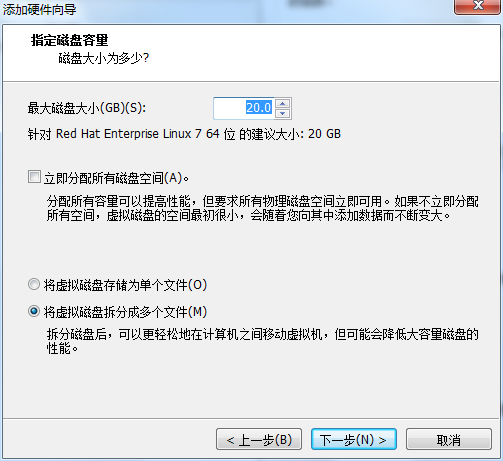 添加硬件向导
指定磁盘容量
磁盘大小为多少?
最大磁盘大小(GB)(S):
20.0
针对 Red Hat Enterprise Linux 7 64 位 的建议大小: 20 GB
立即分配所有磁盘空间(A)。
分配所有容量可以提高性能，但要求所有物理磁盘空间立即可用。如果不立即分配
所有空间，虚拟磁盘的空间最初很小，会随着您向其中添加数据而不断变大。
将虚拟磁盘存储为单个文件(O)
将虚拟磁盘拆分成多个文件(M)
拆分磁盘后，可以更轻松地在计算机之间移动虚拟机，但可能会降低大容量磁盘的
性能。
< 上一步(B)
下一步(N) >
取消